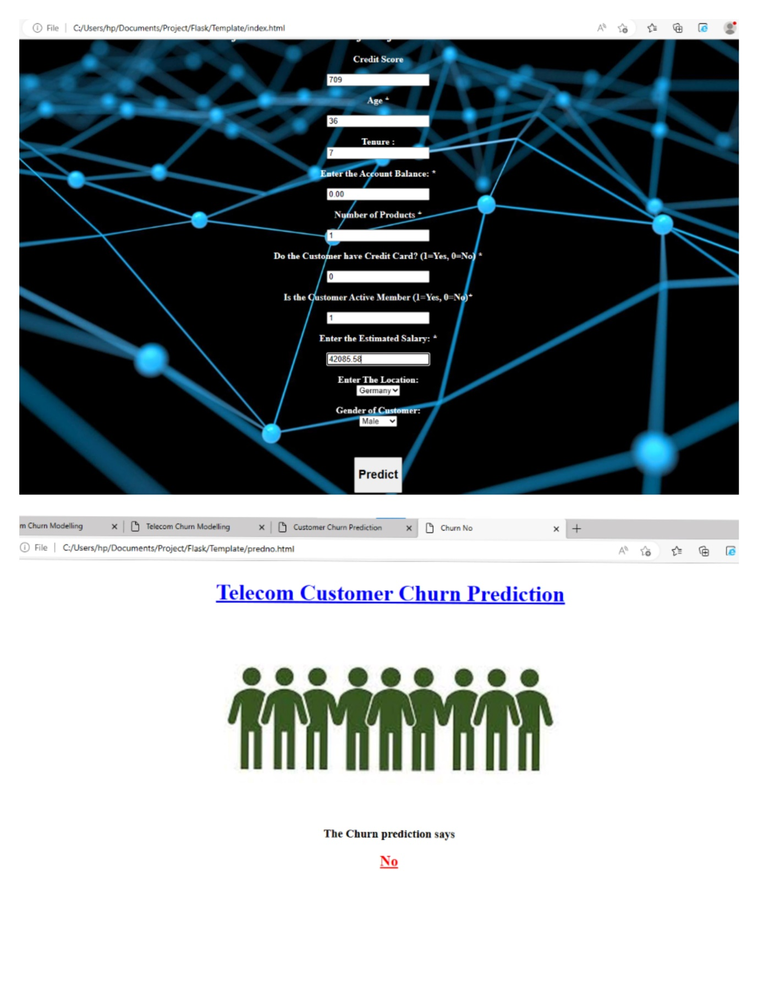 File | C:/Users/hp/Documents/Project/Flask/Template/index.html
Credit Score
709
Age *
36
Tenure :
7
Enter the Account Balance: *
0.00
Number of Products *
1
Do the Customer have Credit Card? (1=Yes, 0=No) *
0
Is the Customer Active Member (1=Yes, 0=No)*
1
Enter the Estimated Salary: *
42085.58
Enter The Location:
Germany
Gender of Customer:
Male
Predict
m Churn Modelling Telecom Churn Modelling Customer Churn Prediction Churn No
File | C:/Users/hp/Documents/Project/Flask/Template/predno.html
Telecom Customer Churn Prediction
The Churn prediction says
No